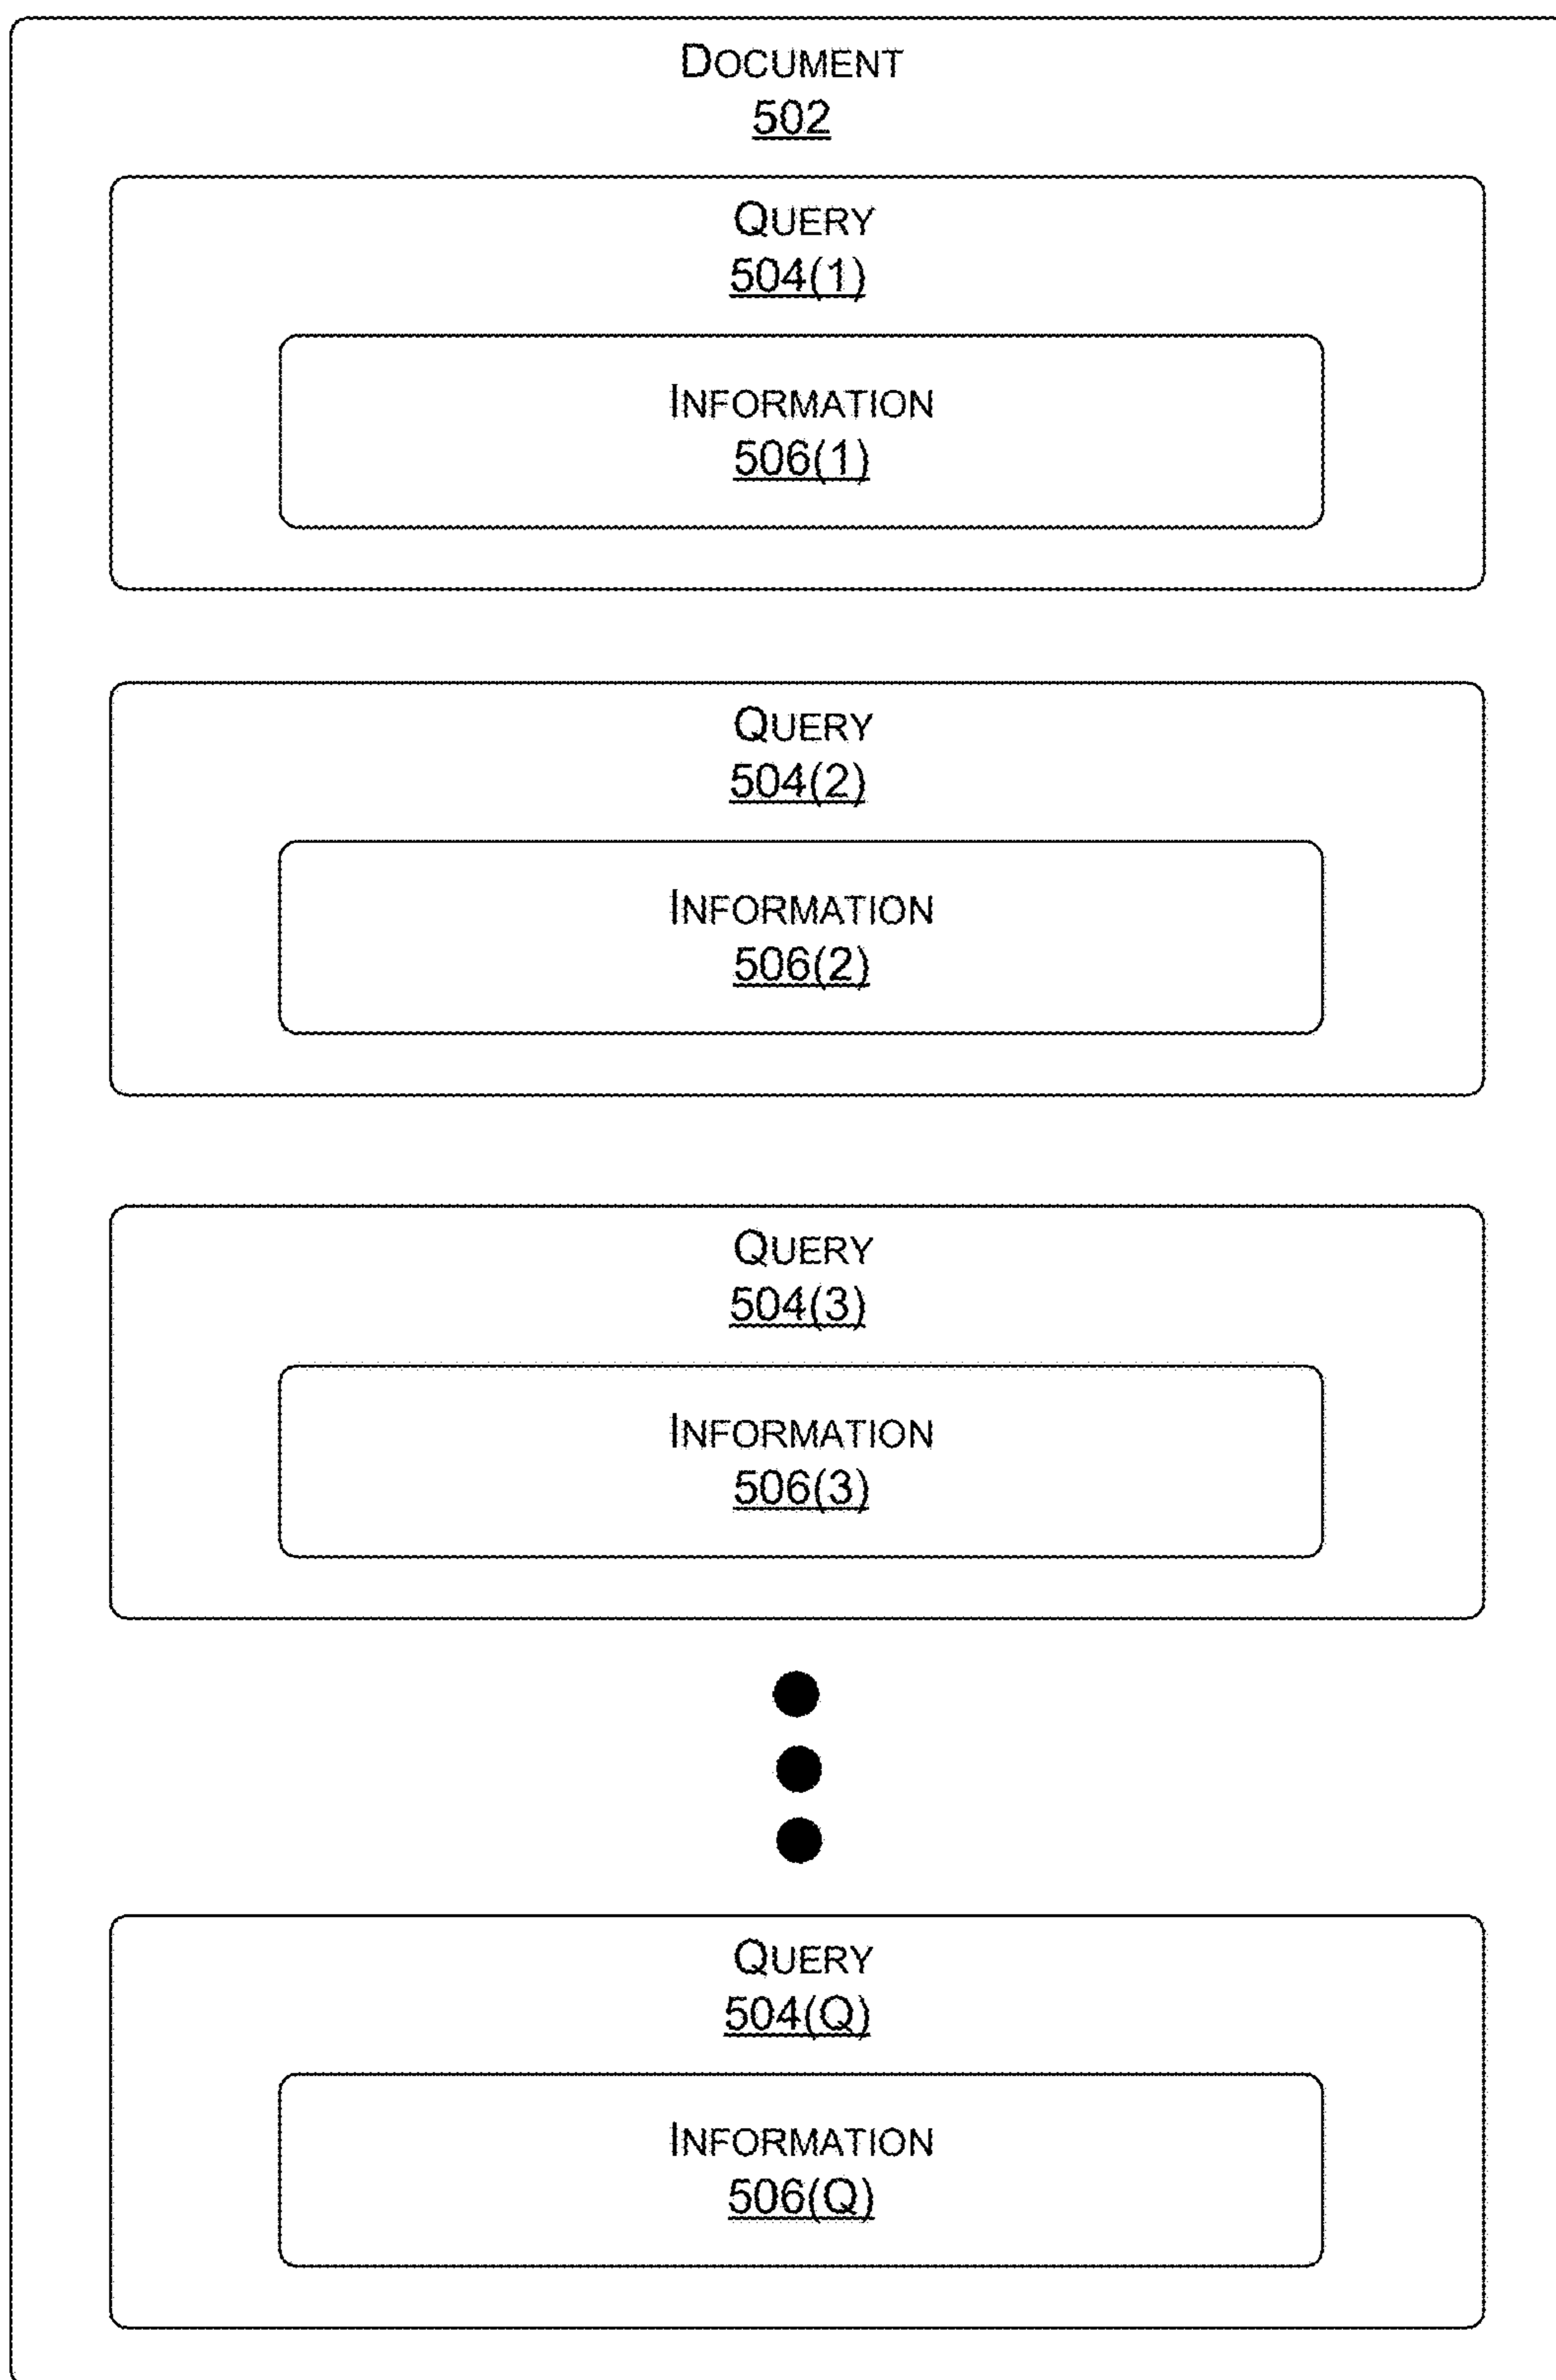 DOCUMENT
502
QUERY
504(1)
INFORMATION
506(1)
QUERY
504(2)
INFORMATION
506(2)
QUERY
504(3)
INFORMATION
506(3)
QUERY
504(Q)
INFORMATION
506(Q)